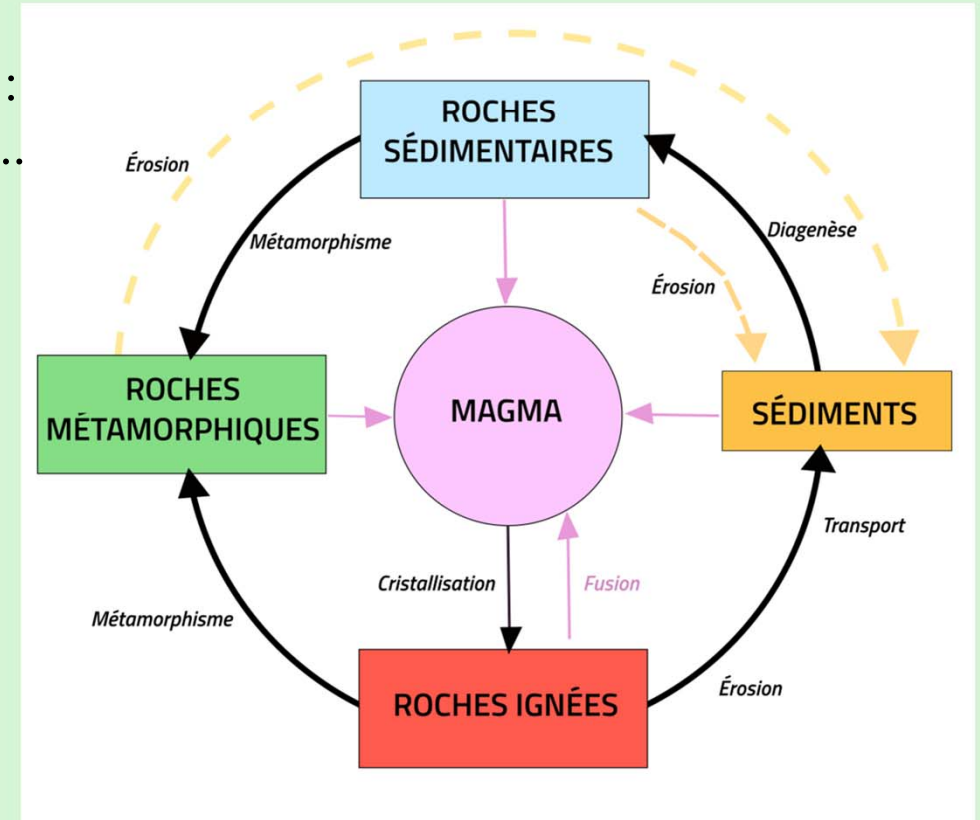 :
..
ROCHES
SÉDIMENTAIRES
Érosion
Diagenèse
Métamorphisme
Érosion
ROCHES
MÉTAMORPHIQUES
MAGMA
SÉDIMENTS
Transport
Cristallisation
Fusion
Métamorphisme
Érosion
ROCHES IGNÉES